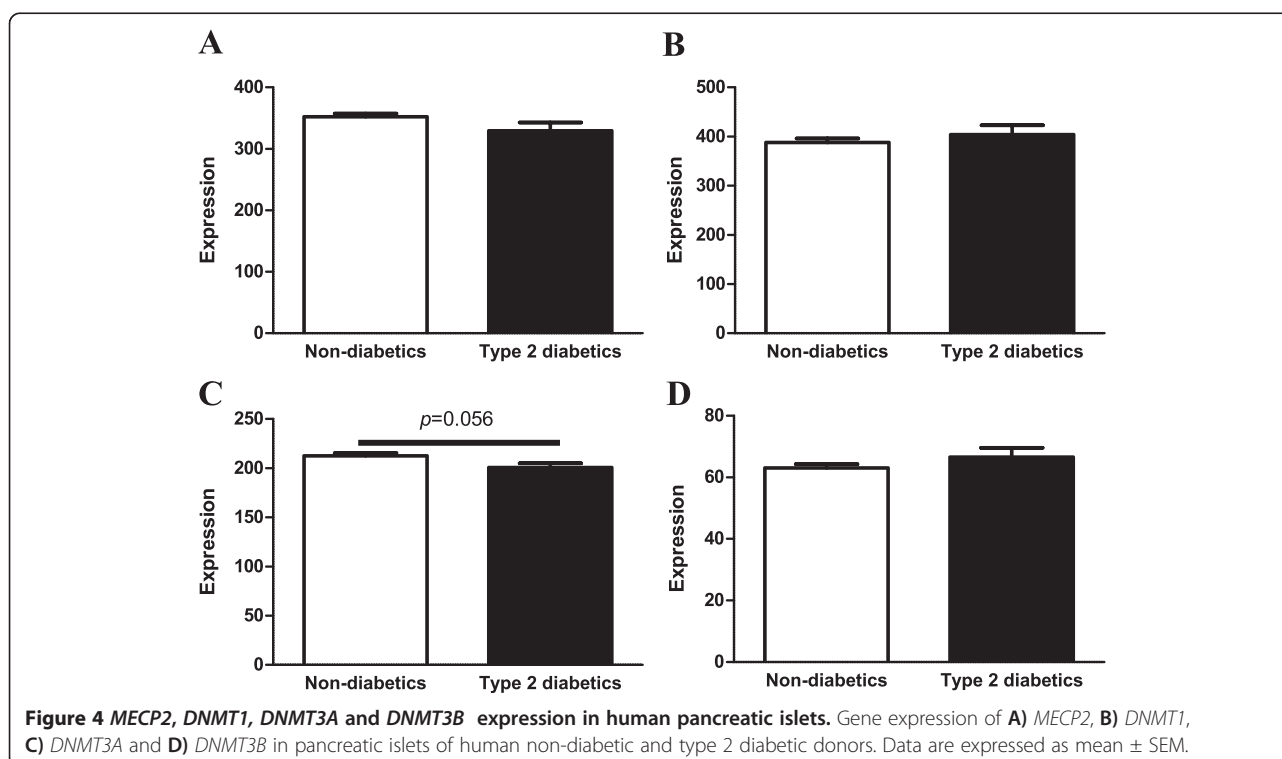 A
400
300
200
100
0
Expression
Non-diabetics Type 2 diabetics
B
500
400
300
200
100
0
Expression
Non-diabetics Type 2 diabetics
C
p=0.056
250
200
150
100
50
0
Expression
Non-diabetics Type 2 diabetics
D
80
60
40
20
0
Expression
Non-diabetics Type 2 diabetics
Figure 4 MECP2, DNMT1, DNMT3A and DNMT3B expression in human pancreatic islets. Gene expression of A) MECP2, B) DNMT1,
C) DNMT3A and D) DNMT3B in pancreatic islets of human non-diabetic and type 2 diabetic donors. Data are expressed as mean ± SEM.